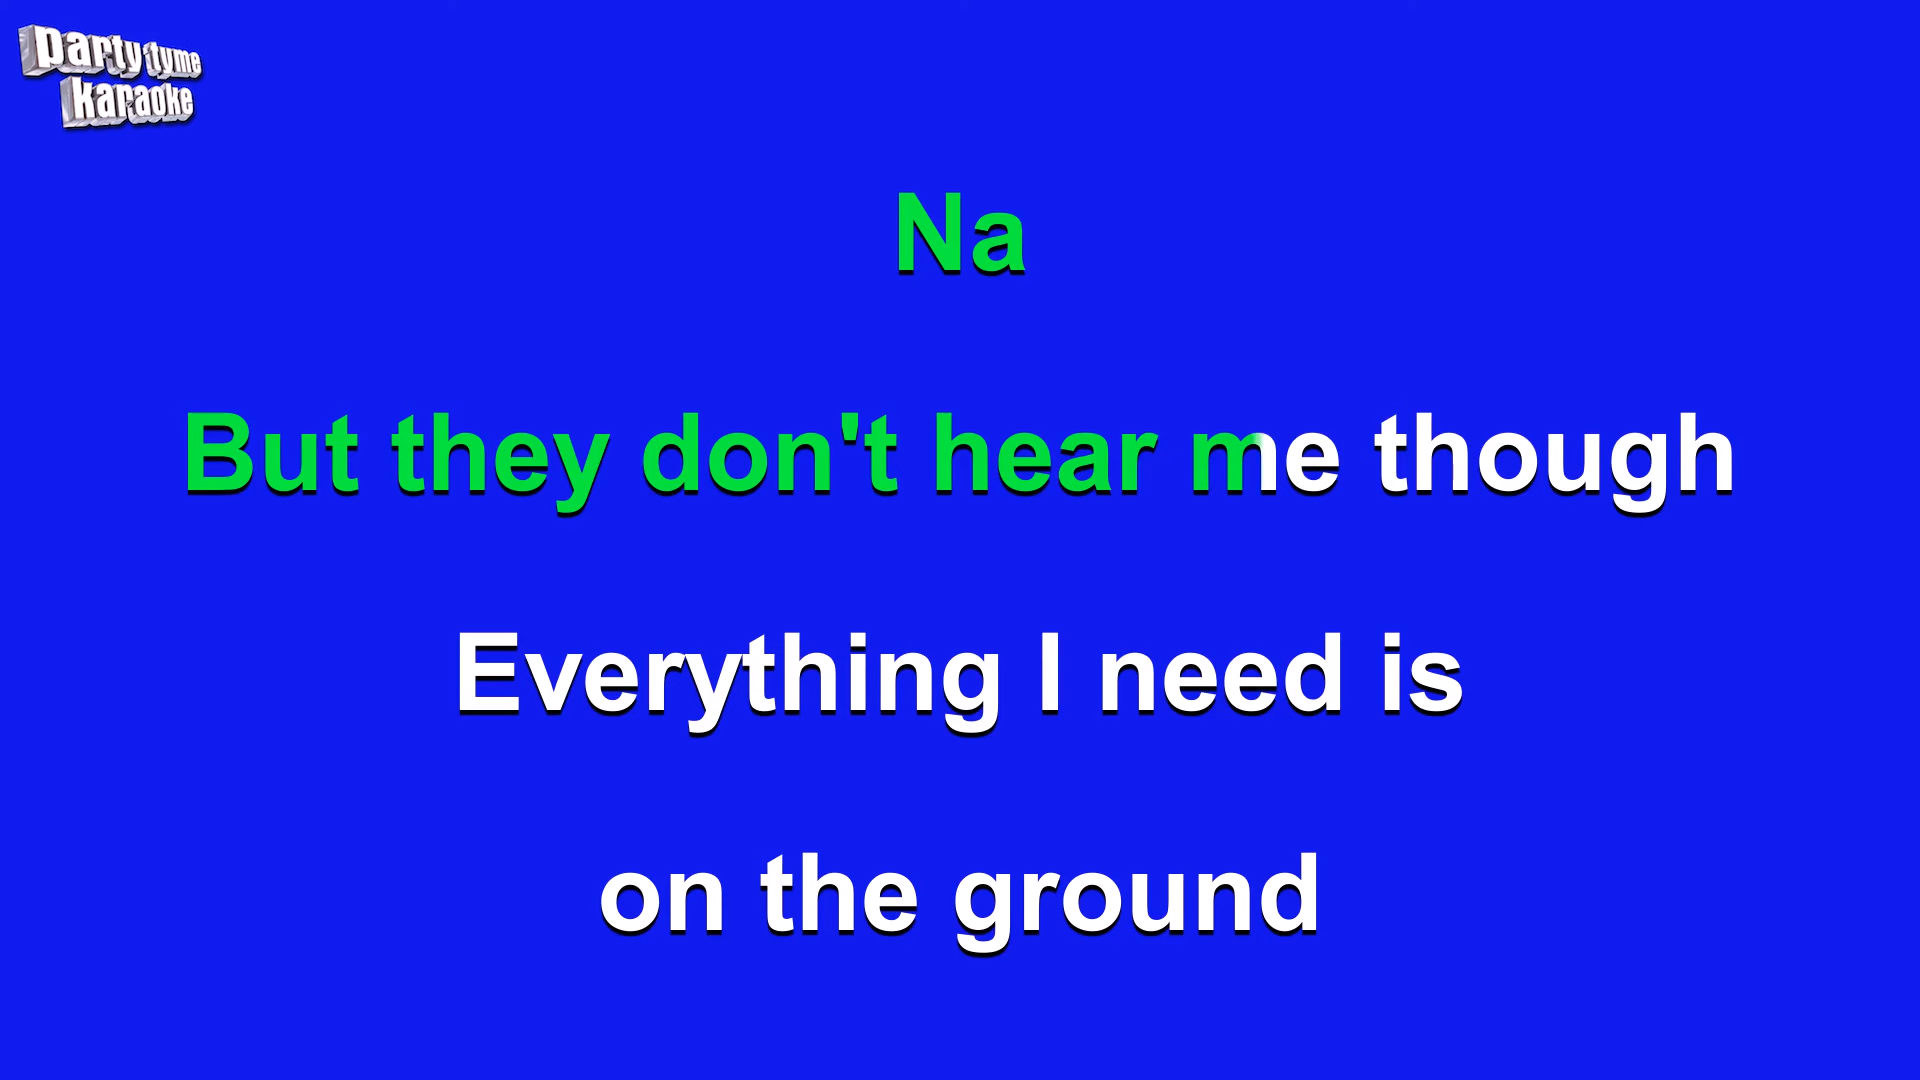 party tyme
karaoke
Na
But they don't hear me though
Everything I need is
on the ground